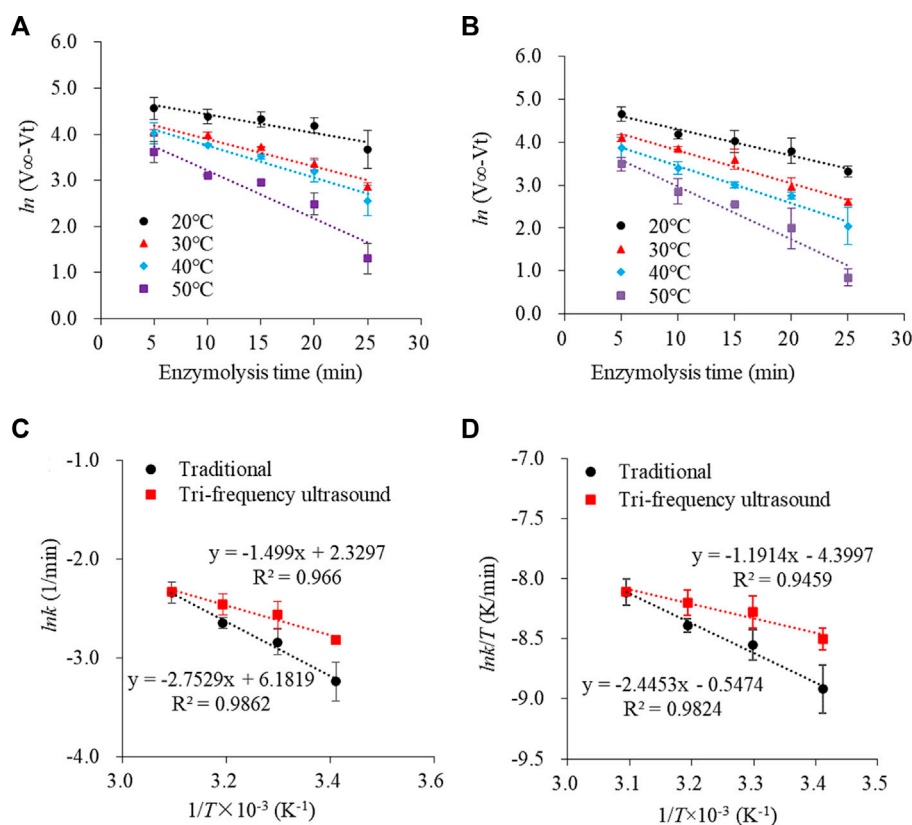 A
6.0
5.0
4.0
3.0
2.0
1.0
0.0
ln (V∞-Vt)
20°C
30°C
40°C
50°C
0 5 10 15 20 25 30
Enzymolysis time (min)
B
6.0
5.0
4.0
3.0
2.0
1.0
0.0
ln (V∞-Vt)
20°C
30°C
40°C
50°C
0 5 10 15 20 25 30
Enzymolysis time (min)
C
-1.0
-2.0
-3.0
-4.0
lnk (1/min)
Traditional
Tri-frequency ultrasound
y = -1.499x + 2.3297
R² = 0.966
y = -2.7529x + 6.1819
R² = 0.9862
3.0 3.2 3.4 3.6
1/T×10⁻³ (K⁻¹)
D
-7.0
-7.5
-8.0
-8.5
-9.0
-9.5
lnk/T (K/min)
Traditional
Tri-frequency ultrasound
y = -1.1914x - 4.3997
R² = 0.9459
y = -2.4453x - 0.5474
R² = 0.9824
3.0 3.1 3.2 3.3 3.4 3.5
1/T×10⁻³ (K⁻¹)